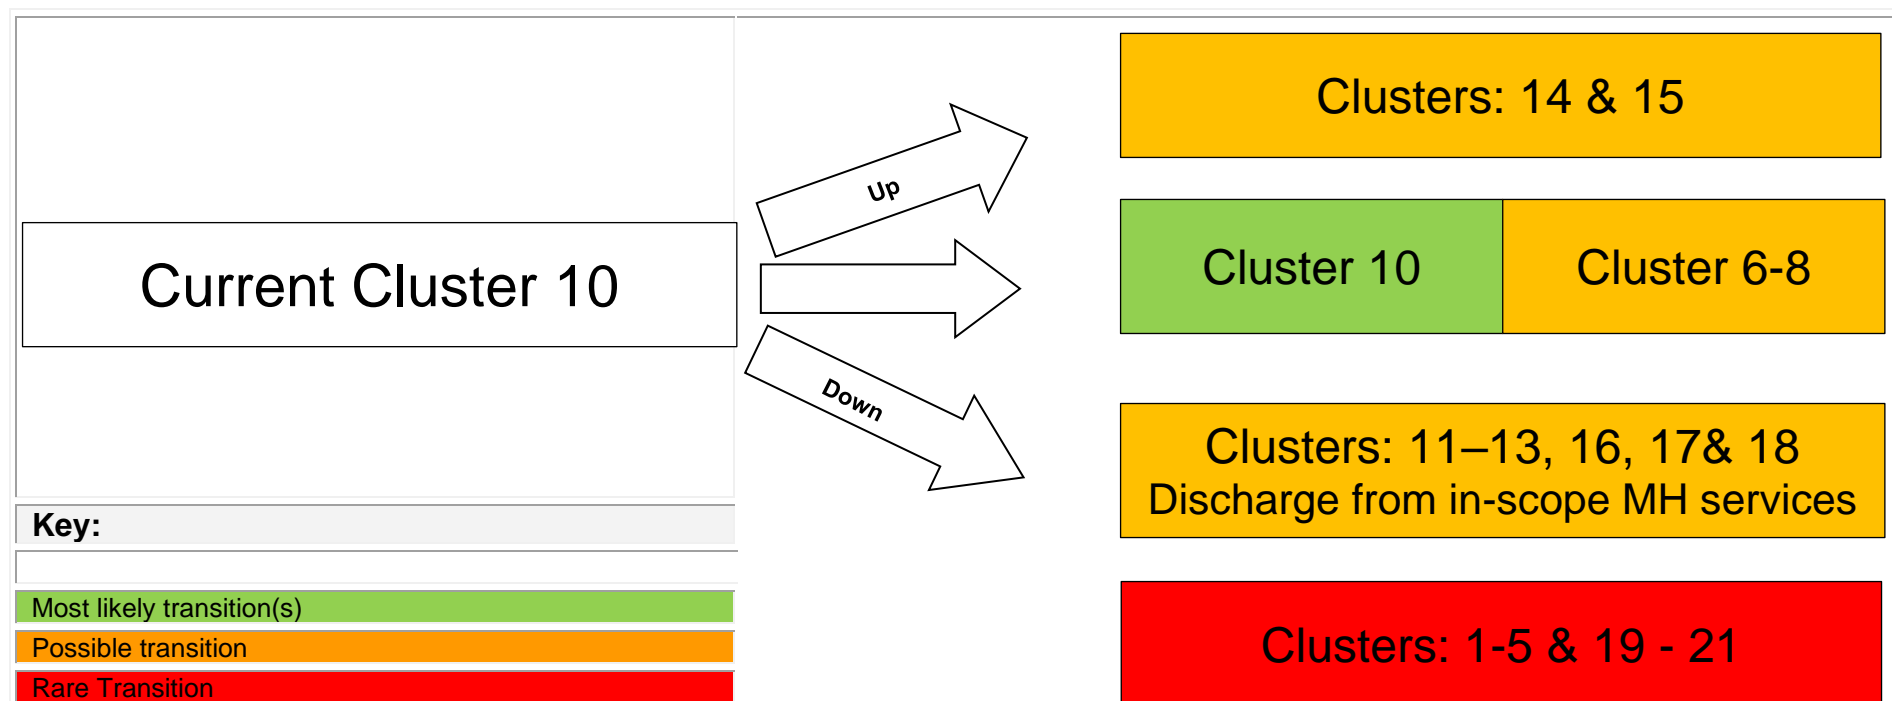 Current Cluster 10
Up
Down
Clusters: 14 & 15
Cluster 10
Cluster 6-8
Clusters: 11–13, 16, 17& 18
Discharge from in-scope MH services
Clusters: 1-5 & 19 - 21
Key:
Most likely transition(s)
Possible transition
Rare Transition